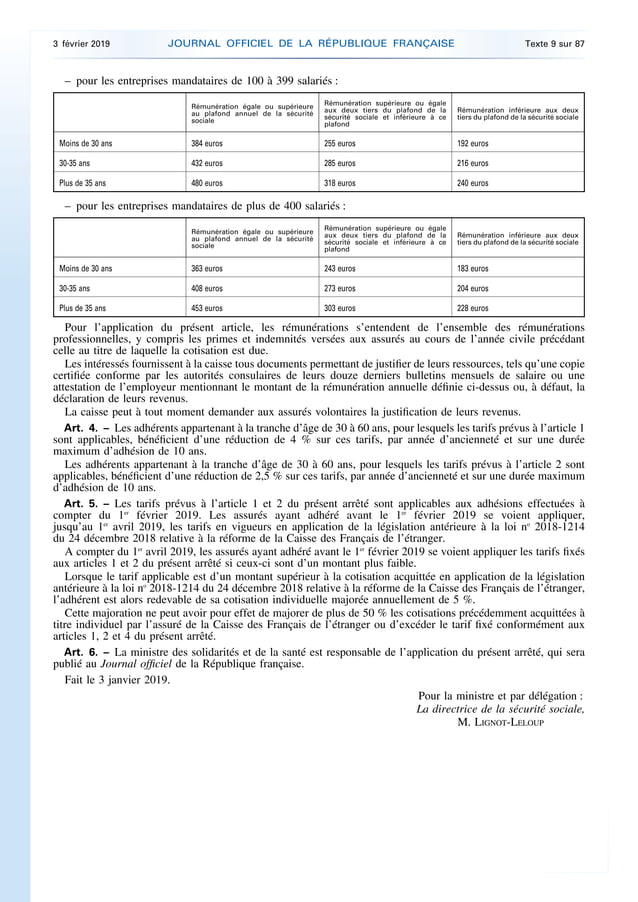 3 février 2019 JOURNAL OFFICIEL DE LA RÉPUBLIQUE FRANÇAISE Texte 9 sur 87
– pour les entreprises mandataires de 100 à 399 salariés :
Rémunération égale ou supérieure au plafond annuel de la sécurité sociale
Rémunération supérieure ou égale aux deux tiers du plafond de la sécurité sociale et inférieure à ce plafond
Rémunération inférieure aux deux tiers du plafond de la sécurité sociale
Moins de 30 ans 384 euros 255 euros 192 euros
30-35 ans 432 euros 285 euros 216 euros
Plus de 35 ans 480 euros 318 euros 240 euros
– pour les entreprises mandataires de plus de 400 salariés :
Rémunération égale ou supérieure au plafond annuel de la sécurité sociale
Rémunération supérieure ou égale aux deux tiers du plafond de la sécurité sociale et inférieure à ce plafond
Rémunération inférieure aux deux tiers du plafond de la sécurité sociale
Moins de 30 ans 363 euros 243 euros 183 euros
30-35 ans 408 euros 273 euros 204 euros
Plus de 35 ans 453 euros 303 euros 228 euros
Pour l’application du présent article, les rémunérations s’entendent de l’ensemble des rémunérations
professionnelles, y compris les primes et indemnités versées aux assurés au cours de l’année civile précédant
celle au titre de laquelle la cotisation est due.
Les intéressés fournissent à la caisse tous documents permettant de justifier de leurs ressources, tels qu’une copie
certifiée conforme par les autorités consulaires de leurs douze derniers bulletins mensuels de salaire ou une
attestation de l’employeur mentionnant le montant de la rémunération annuelle définie ci-dessus ou, à défaut, la
déclaration de leurs revenus.
La caisse peut à tout moment demander aux assurés volontaires la justification de leurs revenus.
Art. 4. – Les adhérents appartenant à la tranche d’âge de 30 à 60 ans, pour lesquels les tarifs prévus à l’article 1
sont applicables, bénéficient d’une réduction de 4 % sur ces tarifs, par année d’ancienneté et sur une durée
maximum d’adhésion de 10 ans.
Les adhérents appartenant à la tranche d’âge de 30 à 60 ans, pour lesquels les tarifs prévus à l’article 2 sont
applicables, bénéficient d’une réduction de 2,5 % sur ces tarifs, par année d’ancienneté et sur une durée maximum
d’adhésion de 10 ans.
Art. 5. – Les tarifs prévus à l’article 1 et 2 du présent arrêté sont applicables aux adhésions effectuées à
compter du 1er février 2019. Les assurés ayant adhéré avant le 1er février 2019 se voient appliquer,
jusqu’au 1er avril 2019, les tarifs en vigueurs en application de la législation antérieure à la loi no 2018-1214
du 24 décembre 2018 relative à la réforme de la Caisse des Français de l’étranger.
A compter du 1er avril 2019, les assurés ayant adhéré avant le 1er février 2019 se voient appliquer les tarifs fixés
aux articles 1 et 2 du présent arrêté si ceux-ci sont d’un montant plus faible.
Lorsque le tarif applicable est d’un montant supérieur à la cotisation acquittée en application de la législation
antérieure à la loi no 2018-1214 du 24 décembre 2018 relative à la réforme de la Caisse des Français de l’étranger,
l’adhérent est alors redevable de sa cotisation individuelle majorée annuellement de 5 %.
Cette majoration ne peut avoir pour effet de majorer de plus de 50 % les cotisations précédemment acquittées à
titre individuel par l’assuré de la Caisse des Français de l’étranger ou d’excéder le tarif fixé conformément aux
articles 1, 2 et 4 du présent arrêté.
Art. 6. – La ministre des solidarités et de la santé est responsable de l’application du présent arrêté, qui sera
publié au Journal officiel de la République française.
Fait le 3 janvier 2019.
Pour la ministre et par délégation :
La directrice de la sécurité sociale,
M. LIGNOT-LELOUP